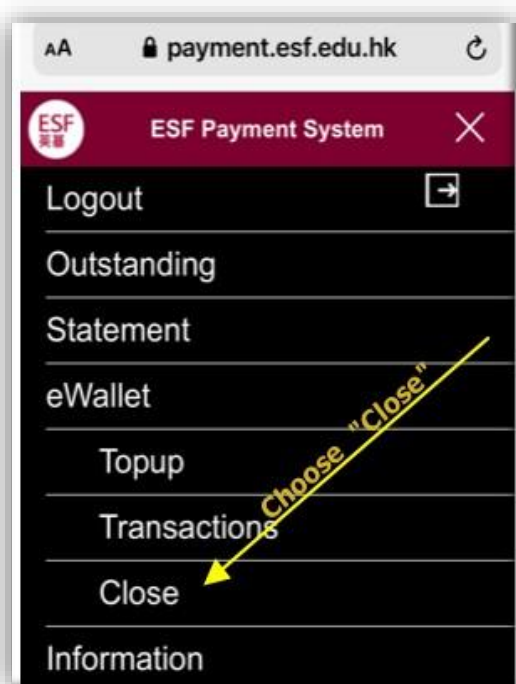 AA payment.esf.edu.hk
ESF
英基
ESF Payment System
Logout
Outstanding
Statement
eWallet
Topup
Transactions
Close
Information
Choose "Close"